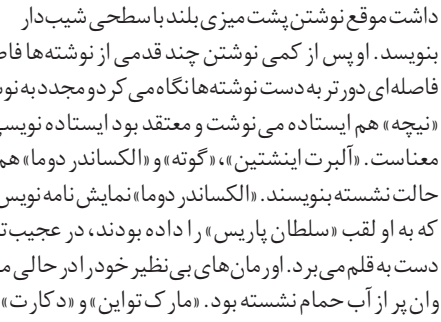 داشت موقع نوشتن پشت میزی بلند با سطحی شیب‌دار
بنویسد. او پس از کمی نوشتن چند قدمی از نوشته‌ها
فاصله‌ای دورتر به دست نوشته‌ها نگاه می کرد و مجدد به
«نیچه» هم ایستاده می‌نوشت و معتقد بود ایستاده
معناست. «آلبرت اینشتین»، «گوته» و «الکساندر دوما» هم
حالت نشسته بنویسند. «الکساندر دوما» نمایش نامه نویس
که به او لقب «سلطان پاریس» را داده بودند، در
دست به قلم می‌برد. او رمان‌های بی‌نظیر خود را در حالی
وان پر از آب حمام نشسته بود. «مارک تواین» و «دکارت»